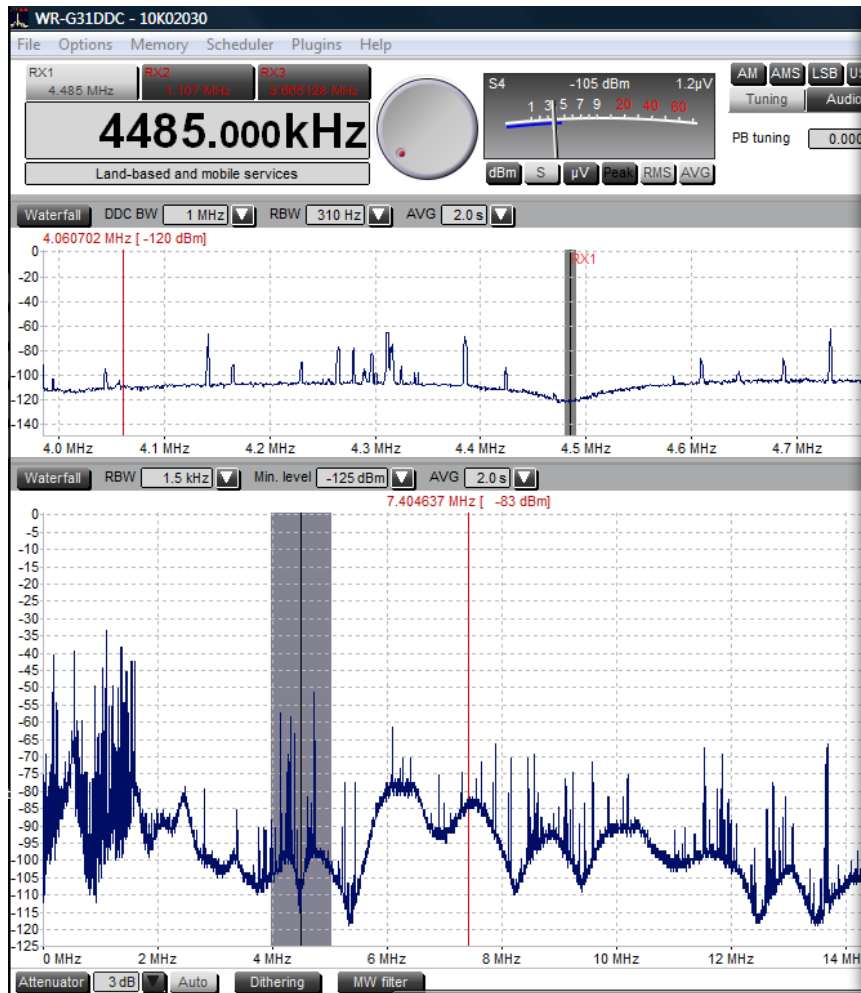 WR-G31DDC - 10K02030
File Options Memory Scheduler Plugins Help
RX1 RX2 RX3
4.485 MHz 1.107 MHz 3.665128 MHz
4485.000kHz
Land-based and mobile services
S4 -105 dBm 1.2µV
1 3 5 7 9 20 40 60
dBm S µV Peak RMS AVG
AM AMS LSB US
Tuning Audio
PB tuning 0.000
Waterfall DDC BW 1 MHz RBW 310 Hz AVG 2.0 s
4.060702 MHz [ -120 dBm]
RX1
0
-20
-40
-60
-80
-100
-120
-140
4.0 MHz 4.1 MHz 4.2 MHz 4.3 MHz 4.4 MHz 4.5 MHz 4.6 MHz 4.7 MHz
Waterfall RBW 1.5 kHz Min. level -125 dBm AVG 2.0 s
7.404637 MHz [ -83 dBm]
0
-5
-10
-15
-20
-25
-30
-35
-40
-45
-50
-55
-60
-65
-70
-75
-80
-85
-90
-95
-100
-105
-110
-115
-120
-125
0 MHz 2 MHz 4 MHz 6 MHz 8 MHz 10 MHz 12 MHz 14 MH
Attenuator 3 dB Auto Dithering MW filter